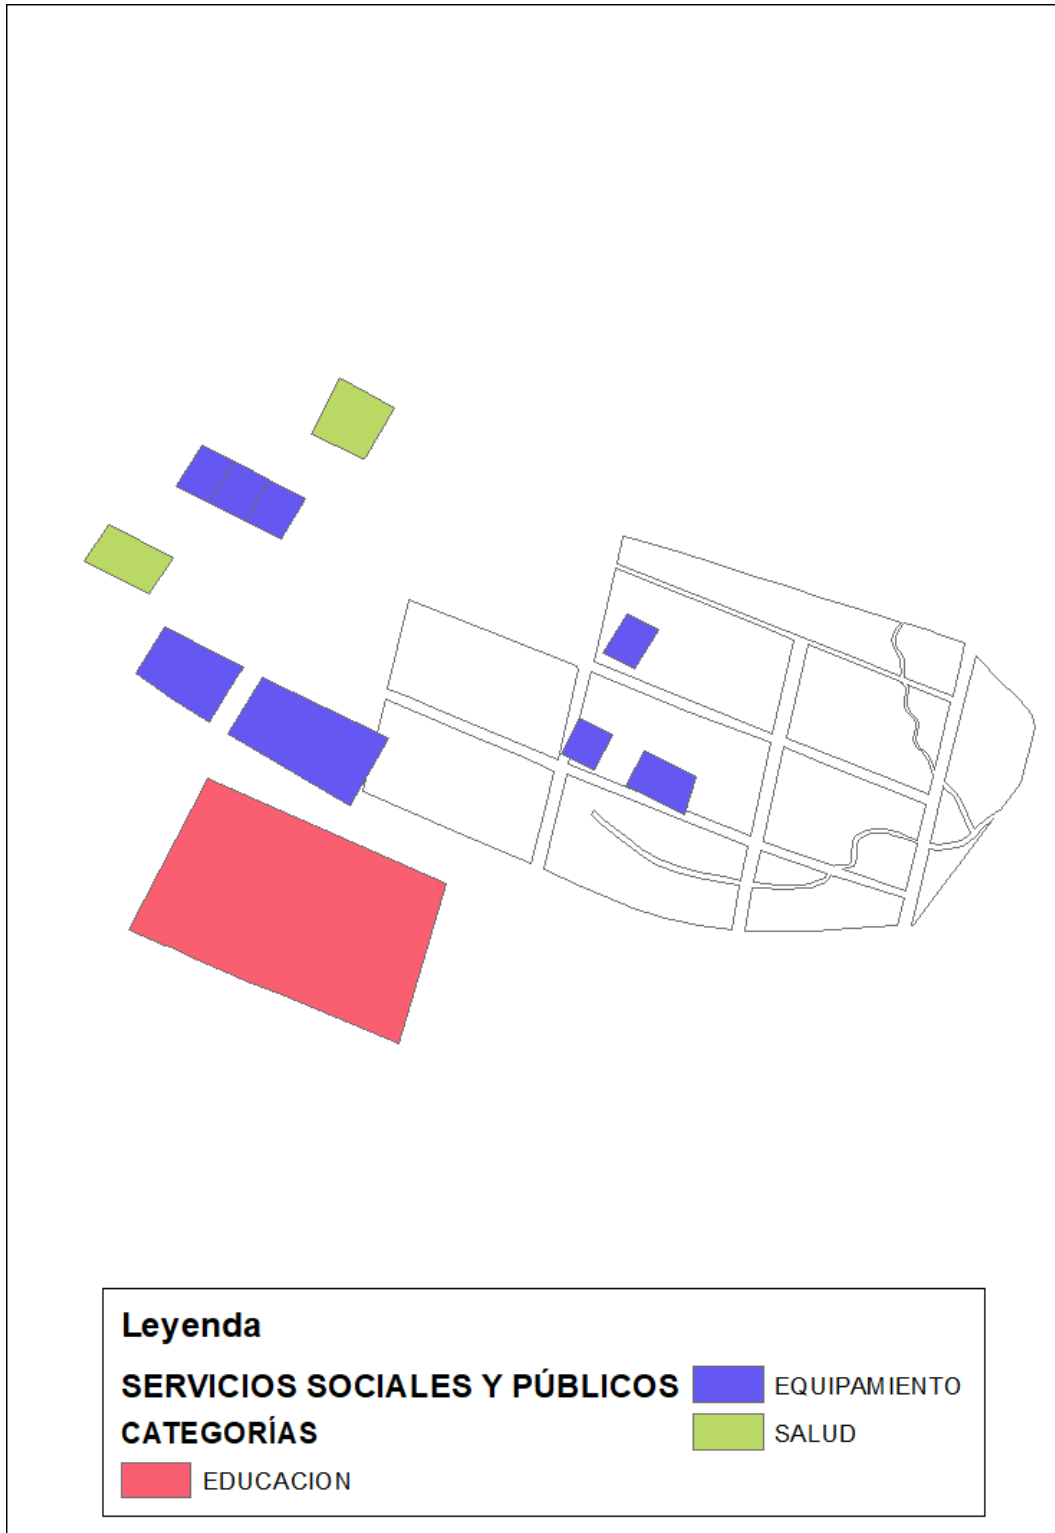 Leyenda
SERVICIOS SOCIALES Y PÚBLICOS
CATEGORÍAS
EDUCACION
EQUIPAMIENTO
SALUD